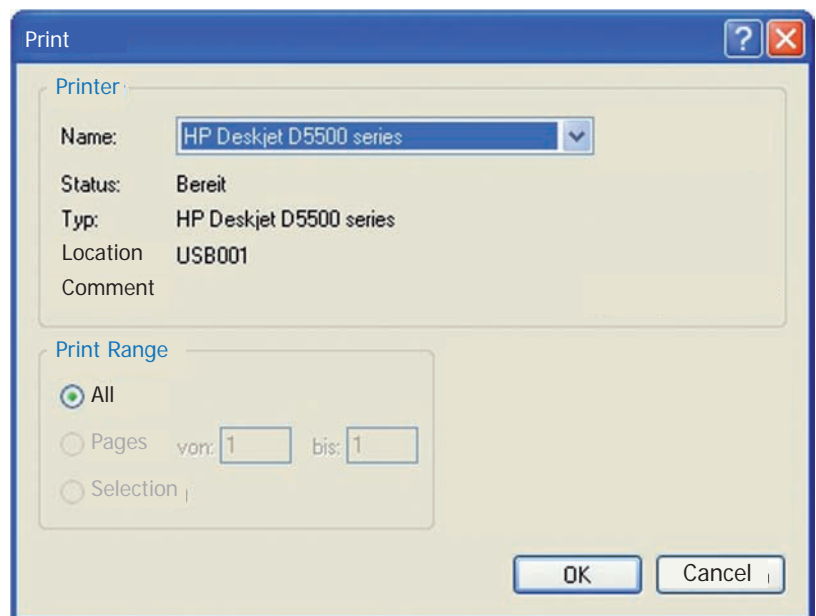 Print
Printer
Name: HP Deskjet D5500 series
Status: Bereit
Typ: HP Deskjet D5500 series
Location USB001
Comment
Print Range
All
Pages von: 1 bis: 1
Selection
OK Cancel